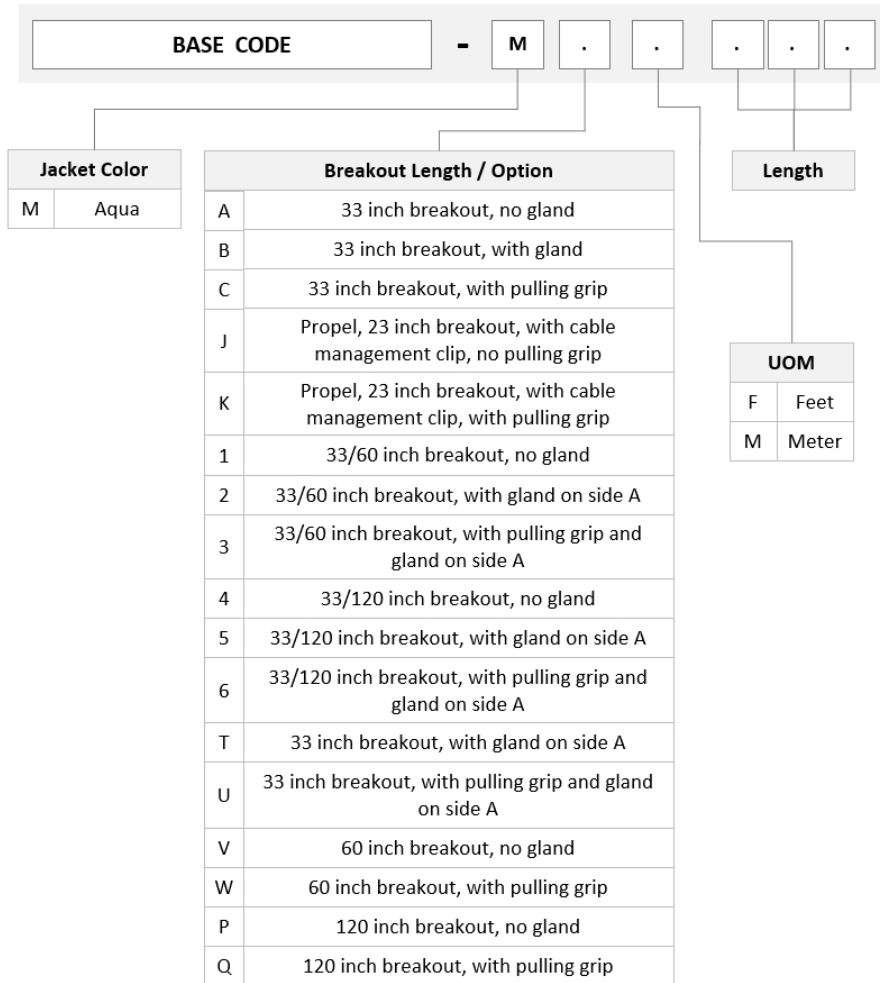 BASE CODE - M . . . . .
Jacket Color
M Aqua
Breakout Length / Option
A 33 inch breakout, no gland
B 33 inch breakout, with gland
C 33 inch breakout, with pulling grip
J Propel, 23 inch breakout, with cable
management clip, no pulling grip
K Propel, 23 inch breakout, with cable
management clip, with pulling grip
1 33/60 inch breakout, no gland
2 33/60 inch breakout, with gland on side A
3 33/60 inch breakout, with pulling grip and
gland on side A
4 33/120 inch breakout, no gland
5 33/120 inch breakout, with gland on side A
6 33/120 inch breakout, with pulling grip and
gland on side A
T 33 inch breakout, with gland on side A
U 33 inch breakout, with pulling grip and gland
on side A
V 60 inch breakout, no gland
W 60 inch breakout, with pulling grip
P 120 inch breakout, no gland
Q 120 inch breakout, with pulling grip
Length
UOM
F Feet
M Meter